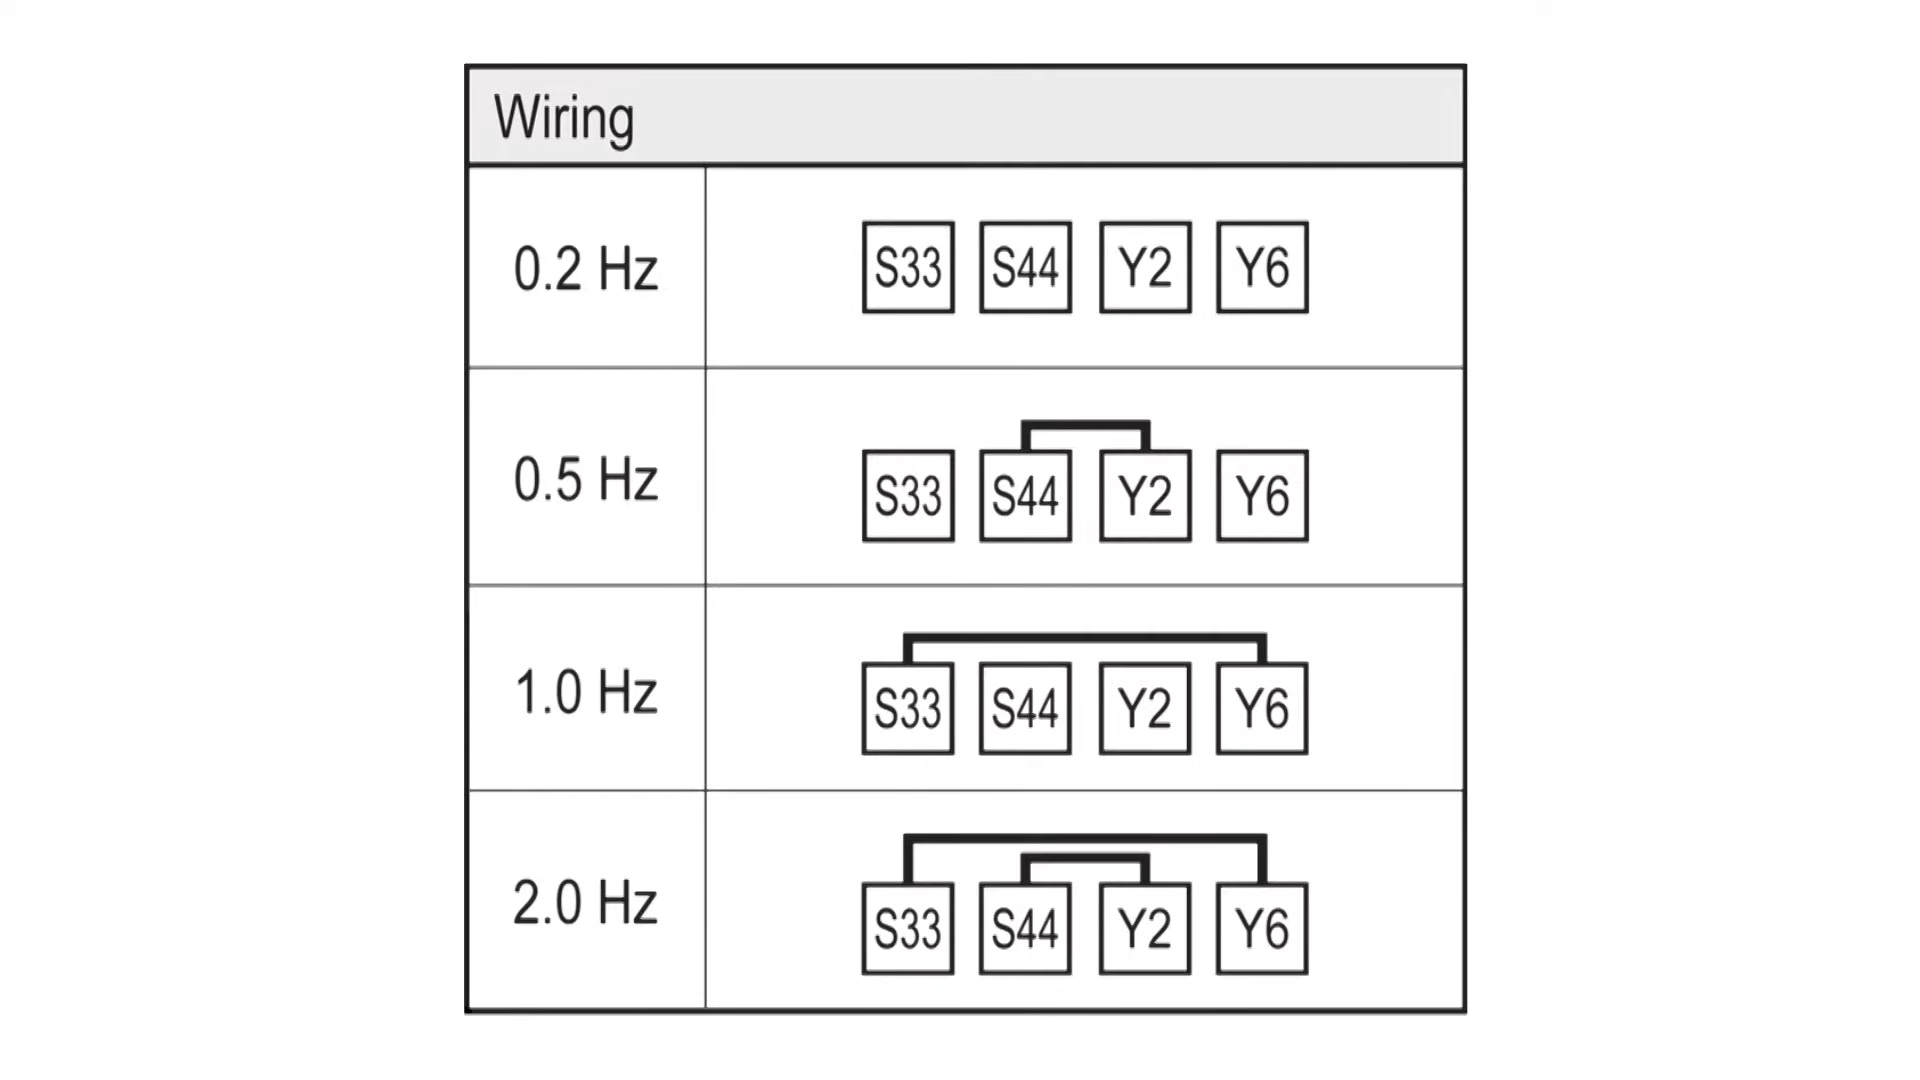 Wiring
0.2 Hz S33 S44 Y2 Y6
0.5 Hz S33 S44 Y2 Y6
1.0 Hz S33 S44 Y2 Y6
2.0 Hz S33 S44 Y2 Y6